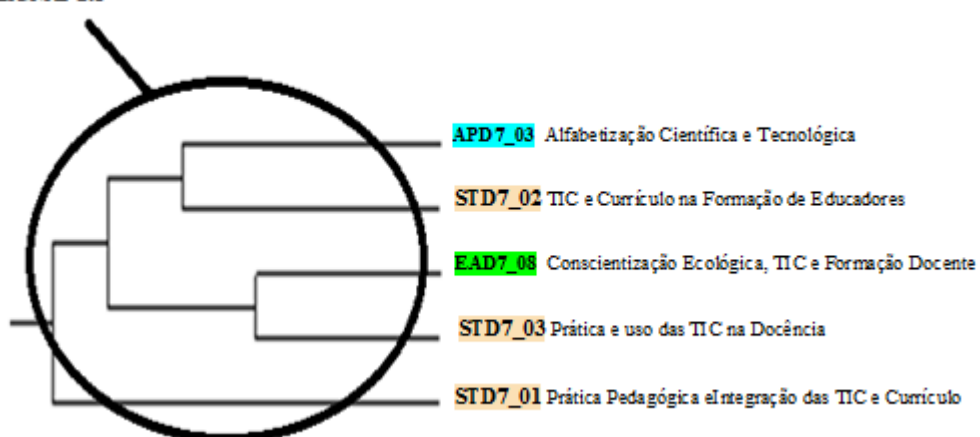 APD7_03 Alfabetização Científica e Tecnológica
STD7_02 TIC e Currículo na Formação de Educadores
EAD7_08 Conscientização Ecológica, TIC e Formação Docente
STD7_03 Prática e uso das TIC na Docência
STD7_01 Prática Pedagógica eIntegração das TIC e Currículo